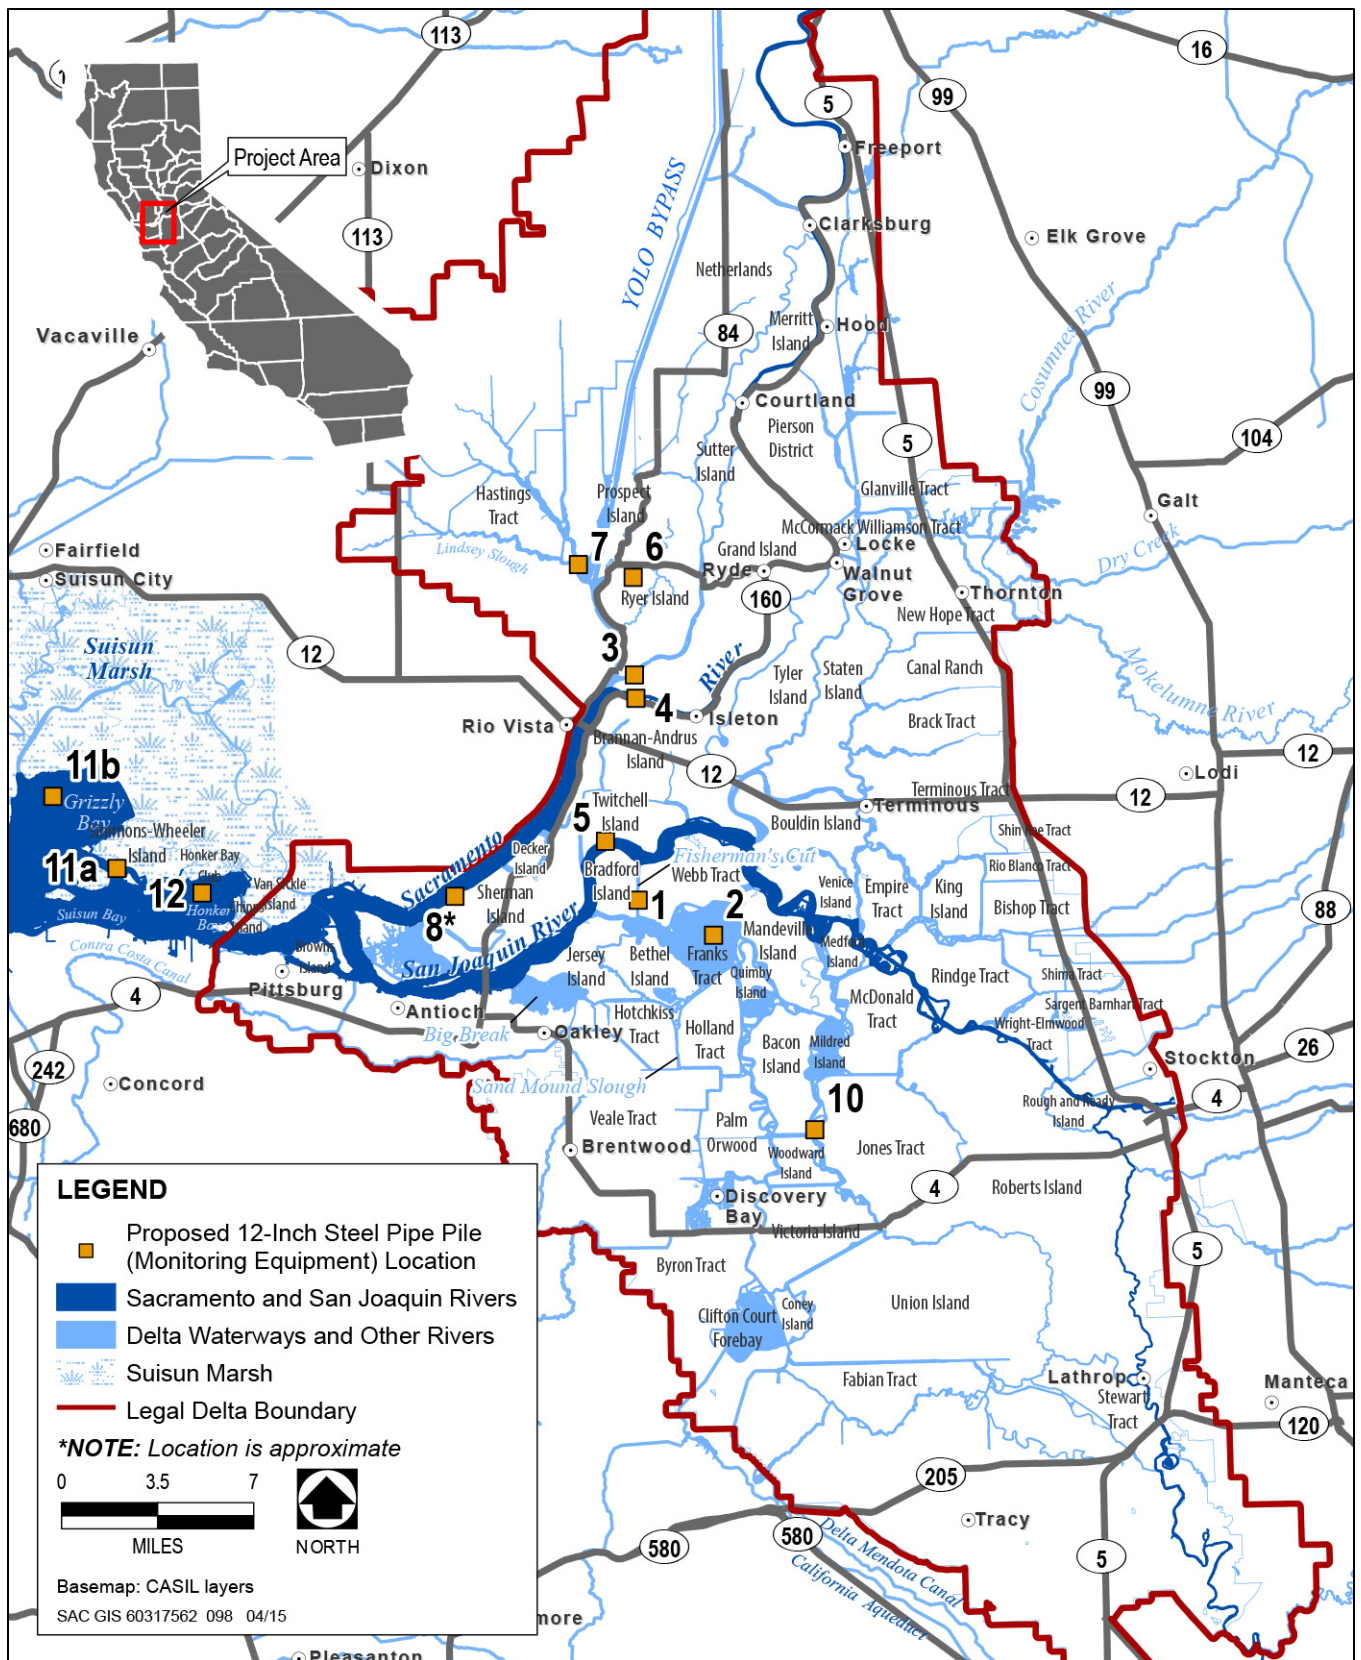 113
16
99
5
Project Area
Dixon
Freeport
YOLO BYPASS
113
Clarksburg
Elk Grove
Netherlands
Cosumnes River
Merritt
Island
Hood
84
Vacaville
99
Courtland
Pierson
District
5
104
Sutter
Island
Hastings
Tract
Prospect
Island
Glanville Tract
Galt
McCormack Williamson Tract
Lindsey Slough
7
6
Grand Island
Locke
Dry Creek
Fairfield
Suisun City
Ryde
Walnut
Grove
Ryer Island
160
Thornton
New Hope Tract
Suisun
Marsh
12
3
River
Tyler
Island
Staten
Island
Canal Ranch
Mokelumne River
4
Isleton
Rio Vista
Brack Tract
Brannan-Andrus
Island
12
12
11b
Lodi
Grizzly
Bay
Twitchell
Island
Terminous Tract
12
Terminous
Bouldin Island
5
Simmons-Wheeler
Island
Honker Bay
Club
Sacramento
Decker
Island
Fisherman's Cut
Shin Kee Tract
11a
12
Van Sickle
Island
Bradford
Island
Webb Tract
Rio Blanco Tract
Sherman
Island
Venice
Island
Empire
Tract
King
Island
Bishop Tract
88
Chipps
Island
Honker
Bay
Suisun Bay
8*
1
2
Mandeville
Island
Contra Costa Canal
Browns
Island
San Joaquin River
Jersey
Island
Bethel
Island
Franks
Tract
Medford
Island
Quimby
Island
Rindge Tract
Shima Tract
Pittsburg
4
Antioch
Big Break
Oakley
Hotchkiss
Tract
Holland
Tract
McDonald
Tract
Sargent Barnhart Tract
Wright-Elmwood
Tract
Bacon
Island
Mildred
Island
Stockton
26
242
Concord
Sand Mound Slough
10
4
Rough and Ready
Island
680
Veale Tract
Palm
Orwood
Brentwood
Woodward
Island
Jones Tract
4
Roberts Island
Discovery
Bay
Victoria Island
5
Byron Tract
Clifton Court
Forebay
Coney
Island
Union Island
Fabian Tract
Lathrop
Stewart
Tract
Manteca
120
205
580
580
Tracy
5
Delta Mendota Canal
California Aqueduct
LEGEND
Proposed 12-Inch Steel Pipe Pile
(Monitoring Equipment) Location
Sacramento and San Joaquin Rivers
Delta Waterways and Other Rivers
Suisun Marsh
Legal Delta Boundary
*NOTE: Location is approximate
0 3.5 7
MILES
NORTH
Basemap: CASIL layers
SAC GIS 60317562 098 04/15
more
Pleasanton